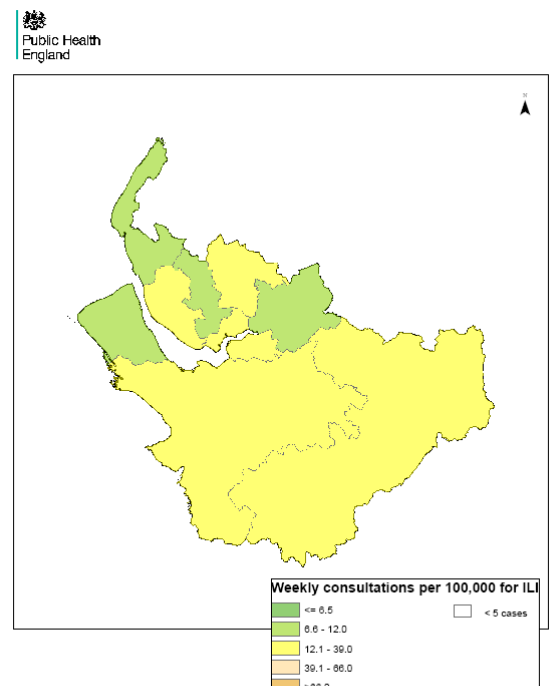 Public Health
England
N
Weekly consultations per 100,000 for ILI
<= 6.5
< 5 cases
6.6 - 12.0
12.1 - 39.0
39.1 - 66.0